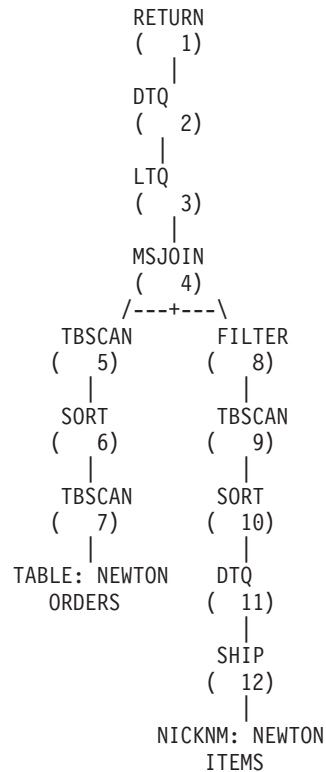 RETURN
( 1)
|
DTQ
( 2)
|
LTQ
( 3)
|
MSJOIN
( 4)
/---+---\
TBSCAN FILTER
( 5) ( 8)
| |
SORT TBSCAN
( 6) ( 9)
| |
TBSCAN SORT
( 7) ( 10)
| |
TABLE: NEWTON DTQ
ORDERS ( 11)
|
SHIP
( 12)
|
NICKNM: NEWTON
ITEMS